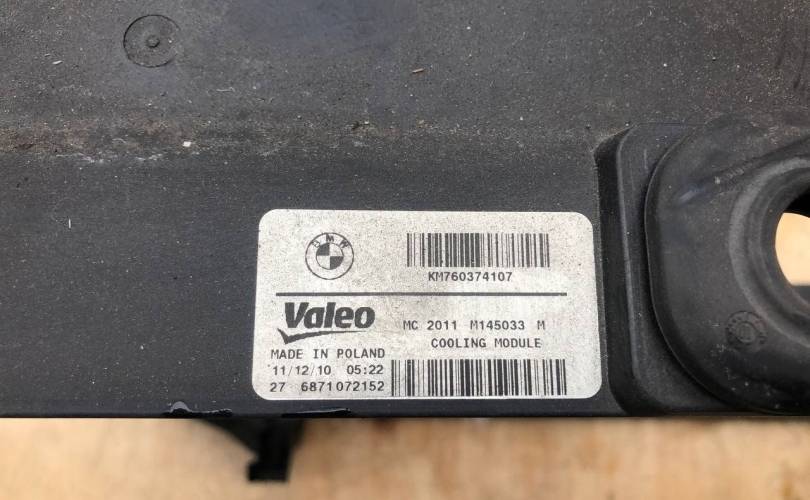 BMW
KM760374107
Valeo
MC 2011 M145033 M
COOLING MODULE
MADE IN POLAND
11/12/10 05:22
27 6871072152